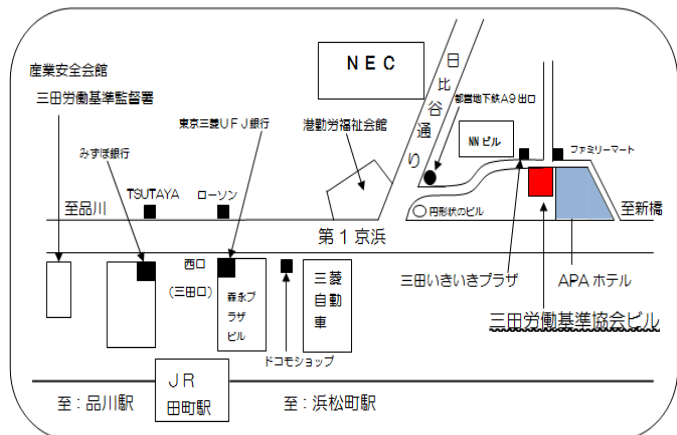 産業安全会館
三田労働基準監督署
みずほ銀行
東京三菱UFJ銀行
港勤労福祉会館
NEC
日比谷通り
都営地下鉄A9出口
NNビル
ファミリーマート
TSUTAYA
ローソン
至品川
第1京浜
円形状のビル
至新橋
三田いきいきプラザ
APAホテル
三田労働基準協会ビル
西口
(三田口)
森永プ
ラザ
ビル
ドコモショップ
三菱
自動
車
JR
田町駅
至:品川駅
至:浜松町駅